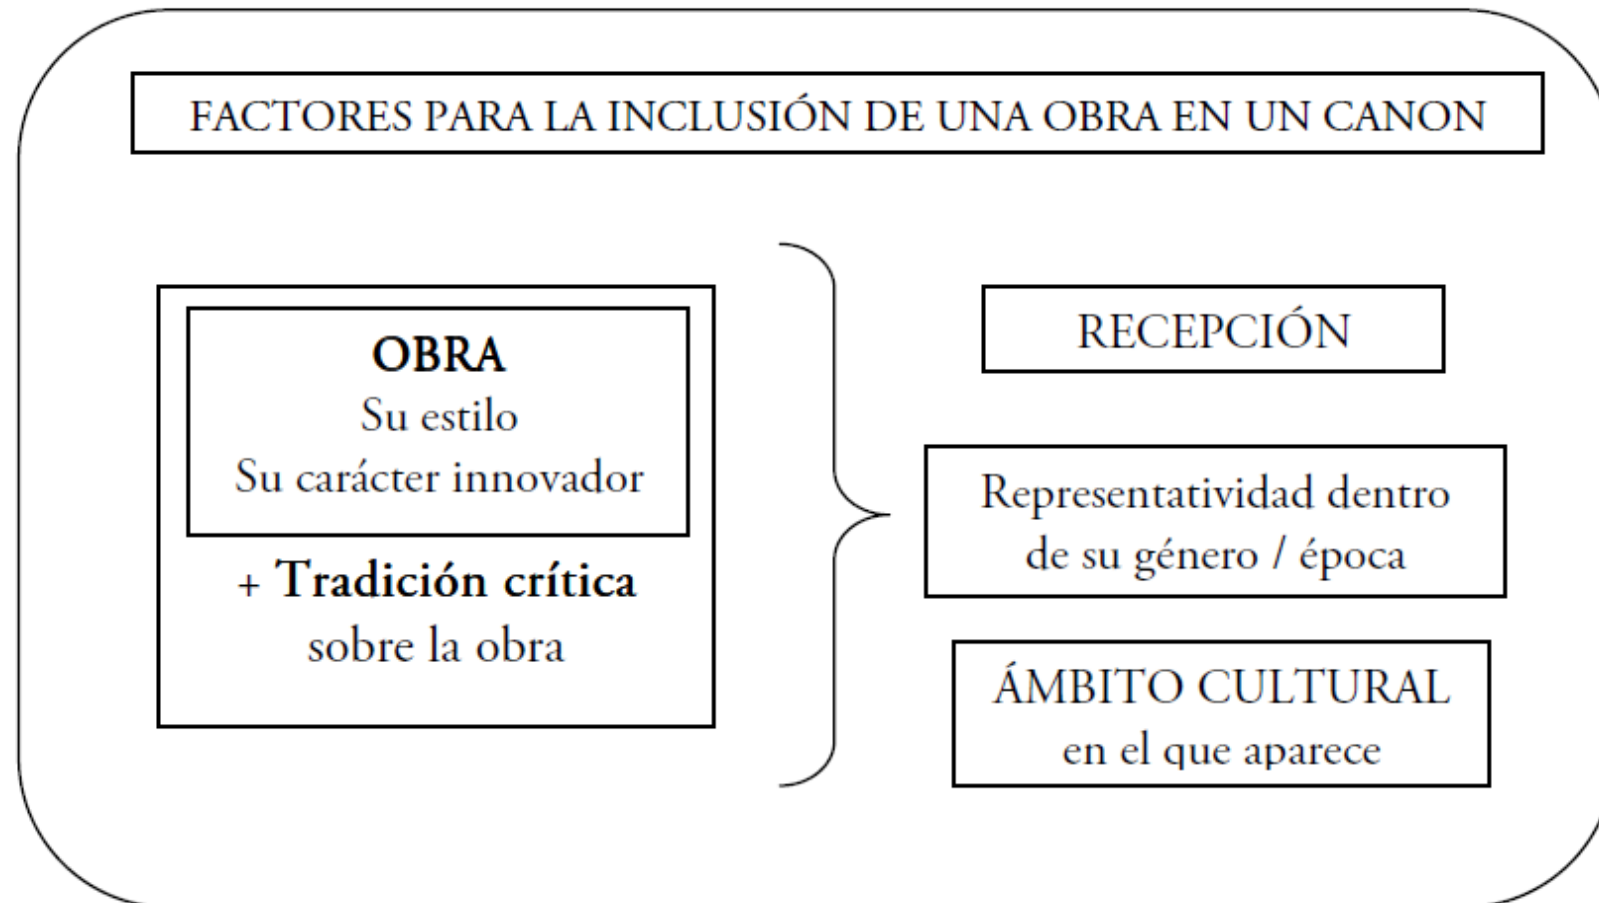 FACTORES PARA LA INCLUSIÓN DE UNA OBRA EN UN CANON
OBRA
Su estilo
Su carácter innovador
+ Tradición crítica
sobre la obra
RECEPCIÓN
Representatividad dentro
de su género / época
ÁMBITO CULTURAL
en el que aparece